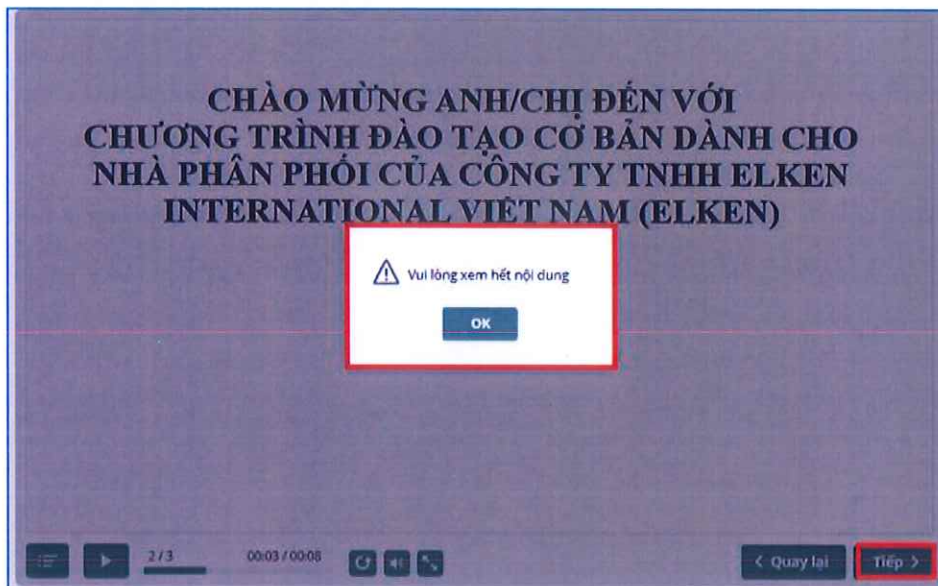 CHÀO MỪNG ANH/CHỊ ĐẾN VỚI
CHƯƠNG TRÌNH ĐÀO TẠO CƠ BẢN DÀNH CHO
NHÀ PHÂN PHỐI CỦA CÔNG TY TNHH ELKEN
INTERNATIONAL VIỆT NAM (ELKEN)
Vui lòng xem hết nội dung
OK
2/3 00:03 / 00:08 Quay lại Tiếp